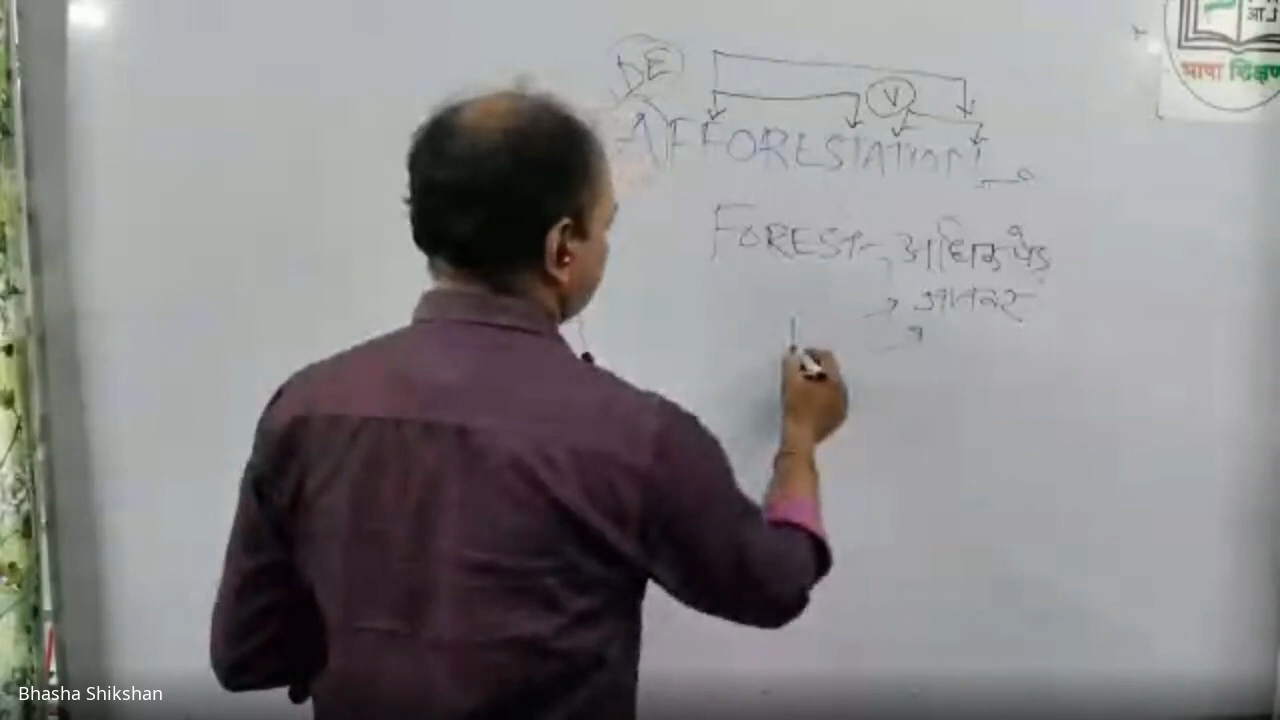 DE
V
AFFORESTATION
FOREST - अधिक पेड़
→ जानवर
भाषा शिक्षण
Bhasha Shikshan